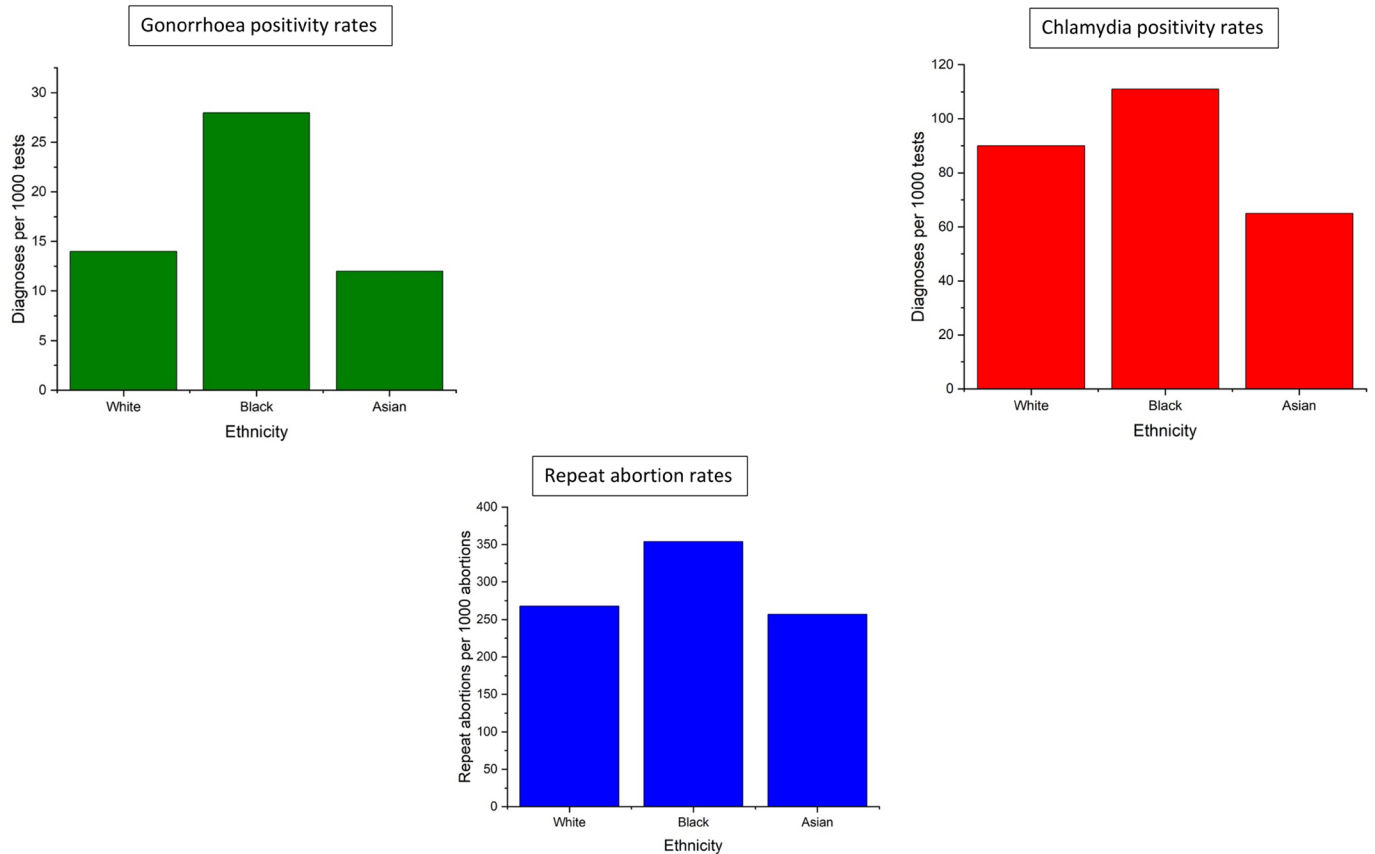 Gonorrhoea positivity rates
Diagnoses per 1000 tests
30
25
20
15
10
5
0
White Black Asian
Ethnicity
Chlamydia positivity rates
Diagnoses per 1000 tests
120
100
80
60
40
20
0
White Black Asian
Ethnicity
Repeat abortion rates
Repeat abortions per 1000 abortions
400
350
300
250
200
150
100
50
0
White Black Asian
Ethnicity